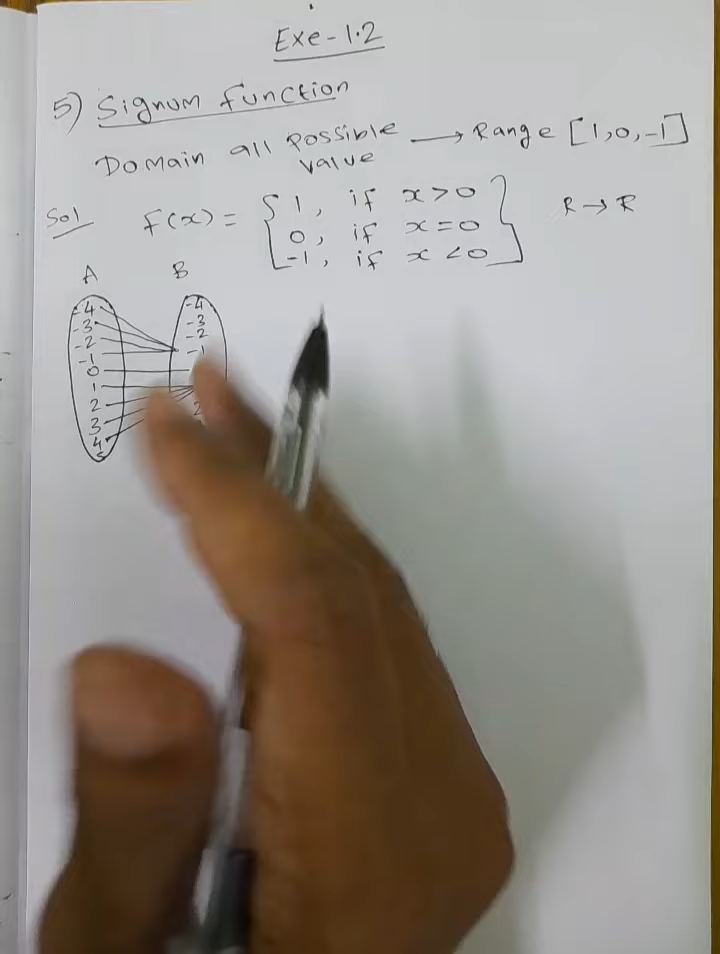 Exe-1.2
5) Signum function
Domain all possible value → Range [1,0,-1]
Sol f(x) = { 1, if x>0
0, if x=0
-1, if x<0 } R → R
A B
-4 -4
-3 -3
-2 -2
-1 -1
0
1
2 2
3
4
5